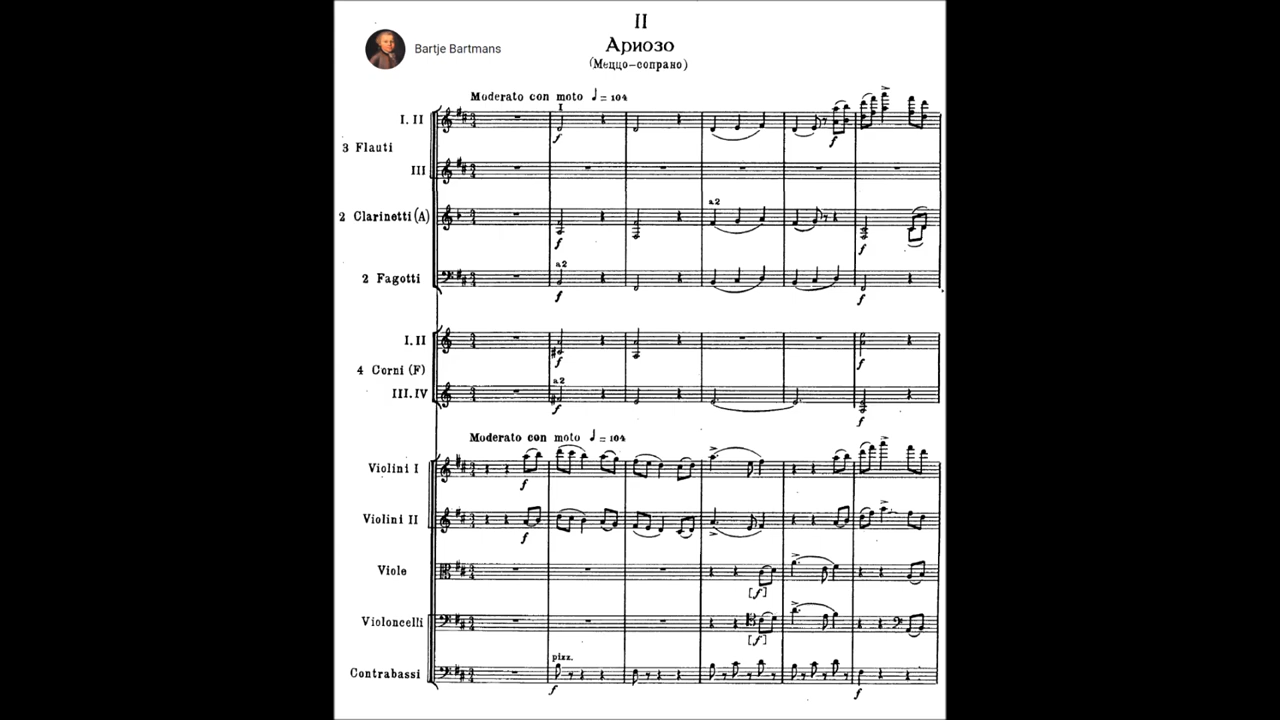 II
Bartje Bartmans
Ариозо
(Меццо-сопрано)
Moderato con moto ♩= 104
I
I. II
f
f
3 Flauti
III
2 Clarinetti (A)
a2
f
f
2 Fagotti
a2
f
f
I. II
f
f
4 Corni (F)
III. IV
a2
f
f
Moderato con moto ♩= 104
Violini I
f
Violini II
f
Viole
[f]
Violoncelli
[f]
Contrabassi
pizz.
f
f